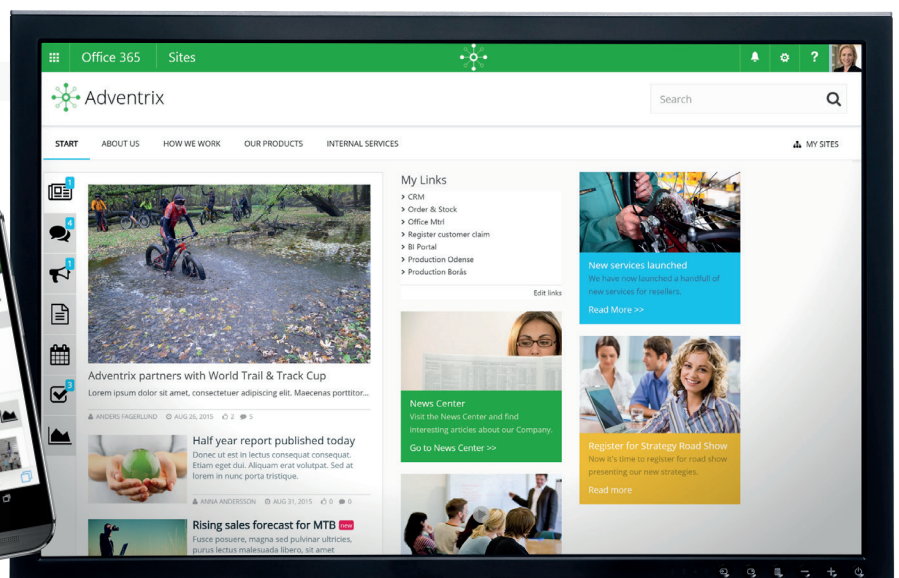 Office 365
Sites
?
Adventrix
Search
START
ABOUT US
HOW WE WORK
OUR PRODUCTS
INTERNAL SERVICES
MY SITES
1
4
1
3
Adventrix partners with World Trail & Track Cup
Lorem ipsum dolor sit amet, consectetuer adipiscing elit. Maecenas porttitor...
ANDERS FAGERLUND AUG 26, 2015 2 5
Half year report published today
Donec ut est in lectus consequat consequat.
Etiam eget dui. Aliquam erat volutpat. Sed at
lorem in nunc porta tristique.
ANNA ANDERSSON AUG 31, 2015 0 0
Rising sales forecast for MTB new
Fusce posuere, magna sed pulvinar ultricies,
purus lectus malesuada libero, sit amet
My Links
> CRM
> Order & Stock
> Office Mtrl
> Register customer claim
> BI Portal
> Production Odense
> Production Borås
Edit links
News Center
Visit the News Center and find
interesting articles about our Company.
Go to News Center >>
New services launched
We have now launched a handfull of
new services for resellers.
Read More >>
Register for Strategy Road Show
Now it's time to register for road show
presenting our new strategies.
Read more